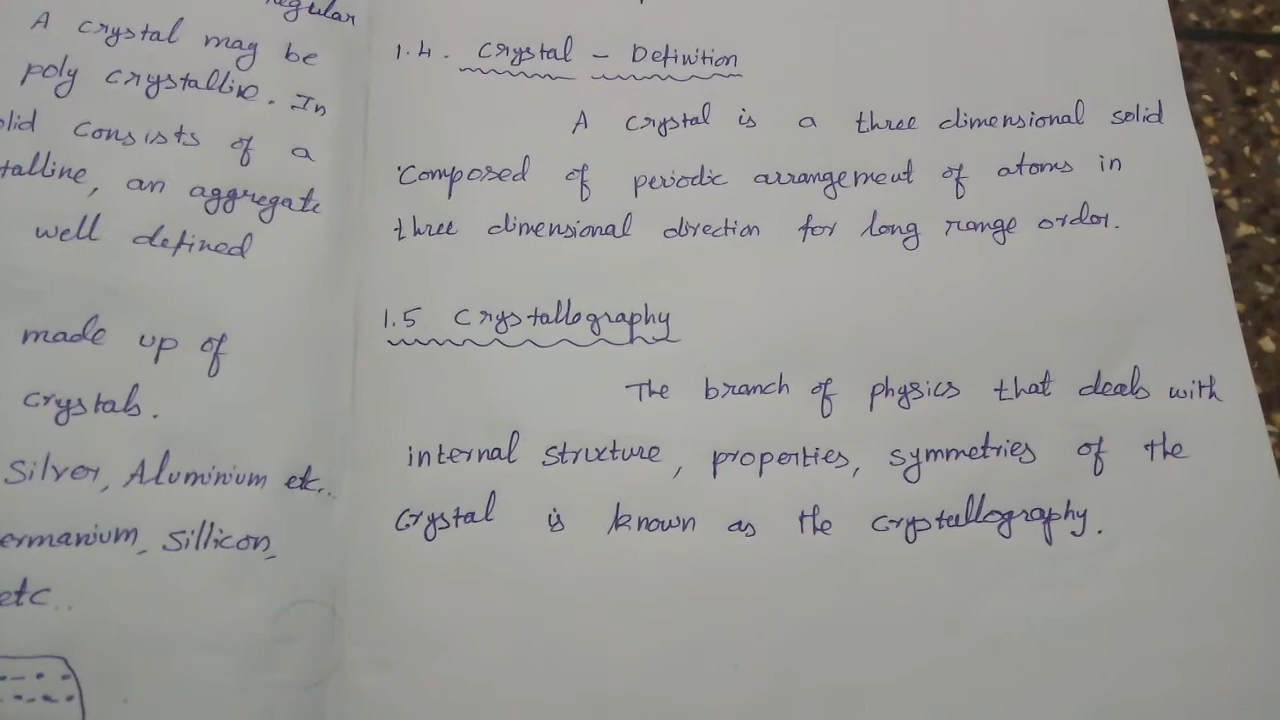 regular
A crystal may be
poly crystalline. In
olid consists of a
talline, an aggregate
well defined
made up of
crystals.
Silver, Aluminium etc..
ermanium, Sillicon,
etc..
1.4. Crystal – Definition
A crystal is a three dimensional solid
composed of periodic arrangement of atoms in
three dimensional direction for long range order.
1.5 Crystallography
The branch of physics that deals with
internal structure, properties, symmetries of the
crystal is known as the crystallography.